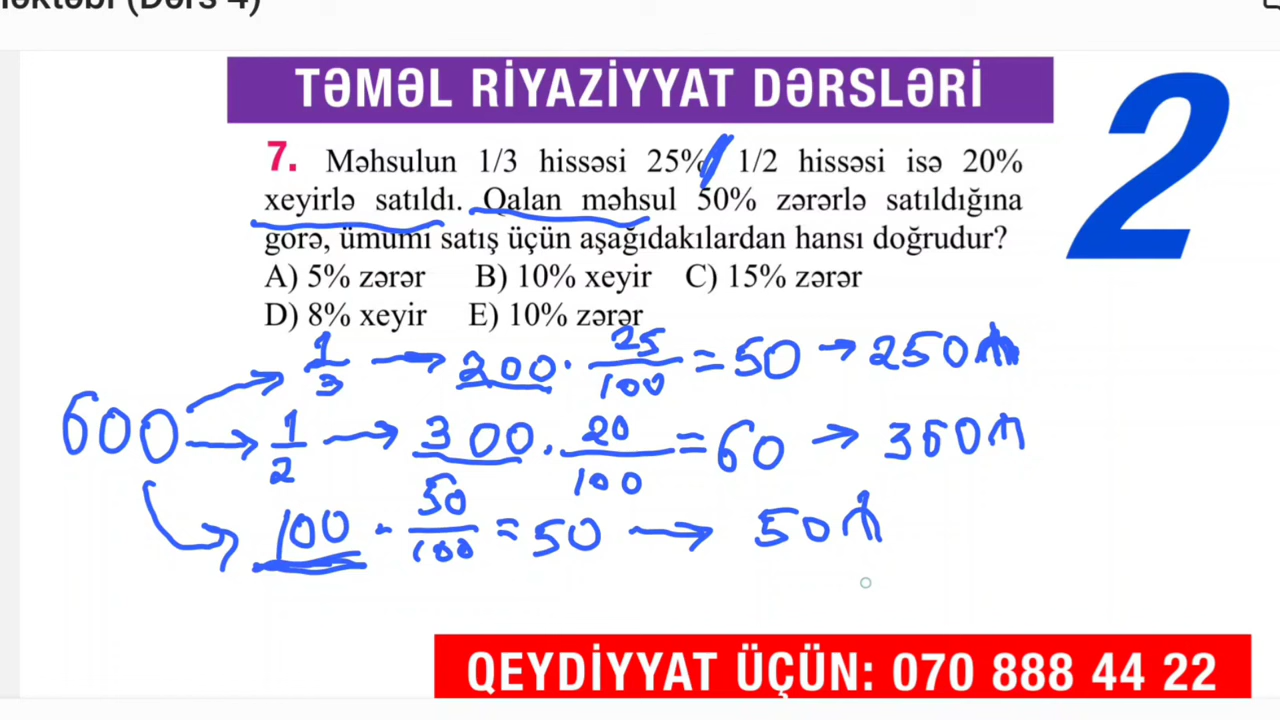 məktəbi (Dərs 4)
TƏMƏL RİYAZİYYAT DƏRSLƏRİ
2
7. Məhsulun 1/3 hissəsi 25% 1/2 hissəsi isə 20%
xeyirlə satıldı. Qalan məhsul 50% zərərlə satıldığına
görə, ümumi satış üçün aşağıdakılardan hansı doğrudur?
A) 5% zərər B) 10% xeyir C) 15% zərər
D) 8% xeyir E) 10% zərər
1/3 → 200 · 25/100 = 50 → 250₼
600 → 1/2 → 300 · 20/100 = 60 → 360₼
100 · 50/100 = 50 → 50₼
QEYDİYYAT ÜÇÜN: 070 888 44 22